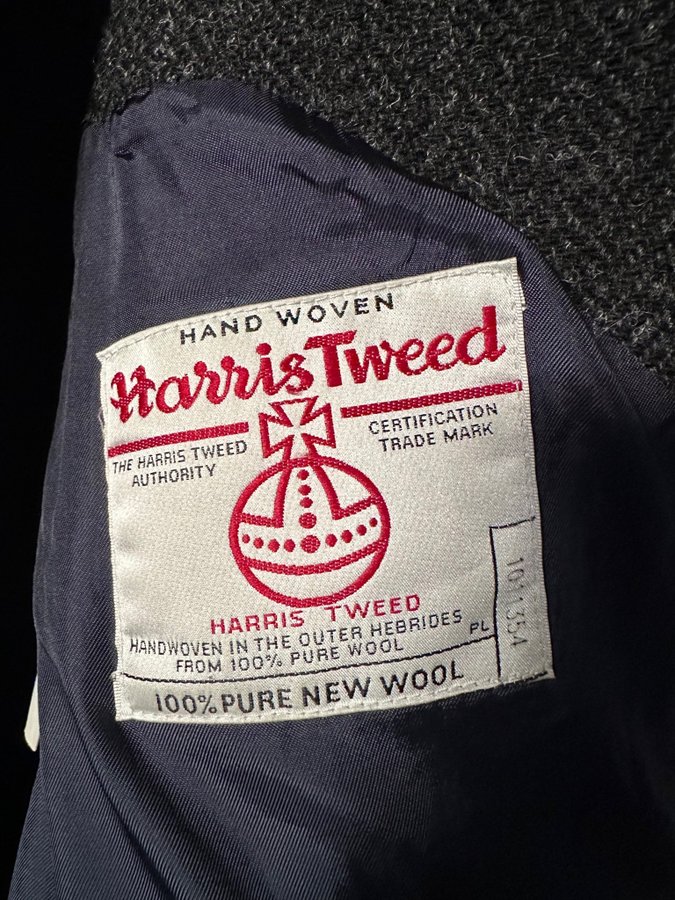 HAND WOVEN
Harris Tweed
THE HARRIS TWEED
AUTHORITY
CERTIFICATION
TRADE MARK
HARRIS TWEED
HANDWOVEN IN THE OUTER HEBRIDES
FROM 100% PURE WOOL
PL
100% PURE NEW WOOL